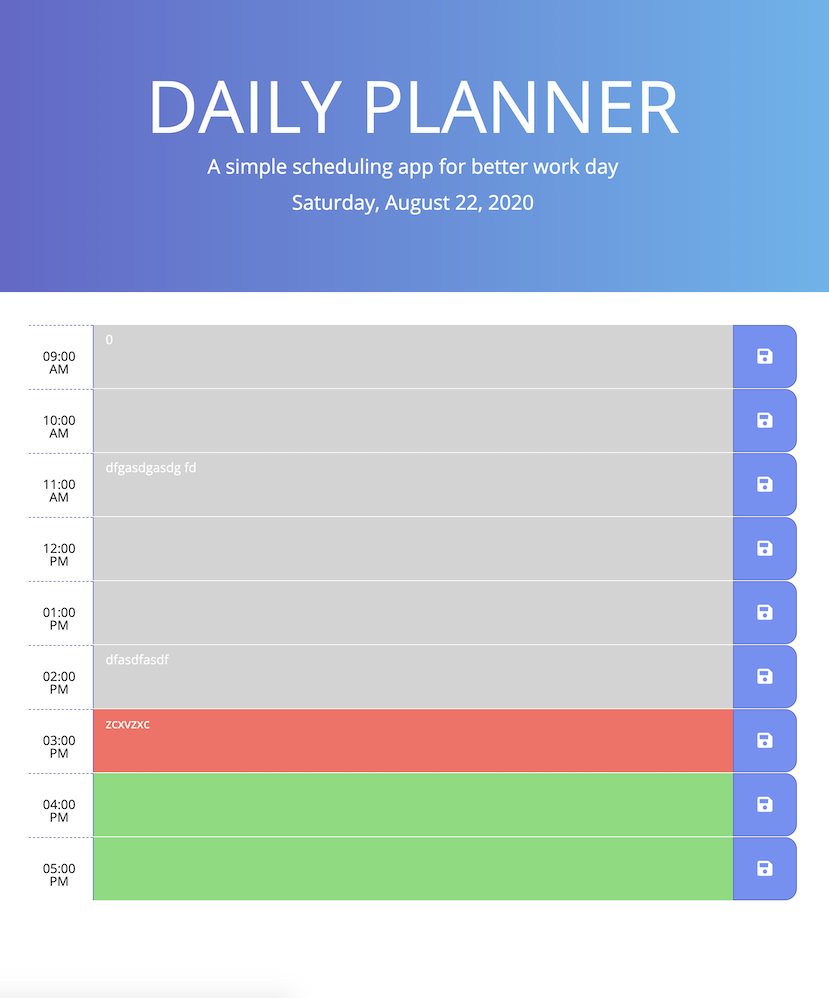 DAILY PLANNER
A simple scheduling app for better work day
Saturday, August 22, 2020
09:00
AM
0
10:00
AM
11:00
AM
dfgasdgasdg fd
12:00
PM
01:00
PM
02:00
PM
dfasdfasdf
03:00
PM
zcxvzxc
04:00
PM
05:00
PM